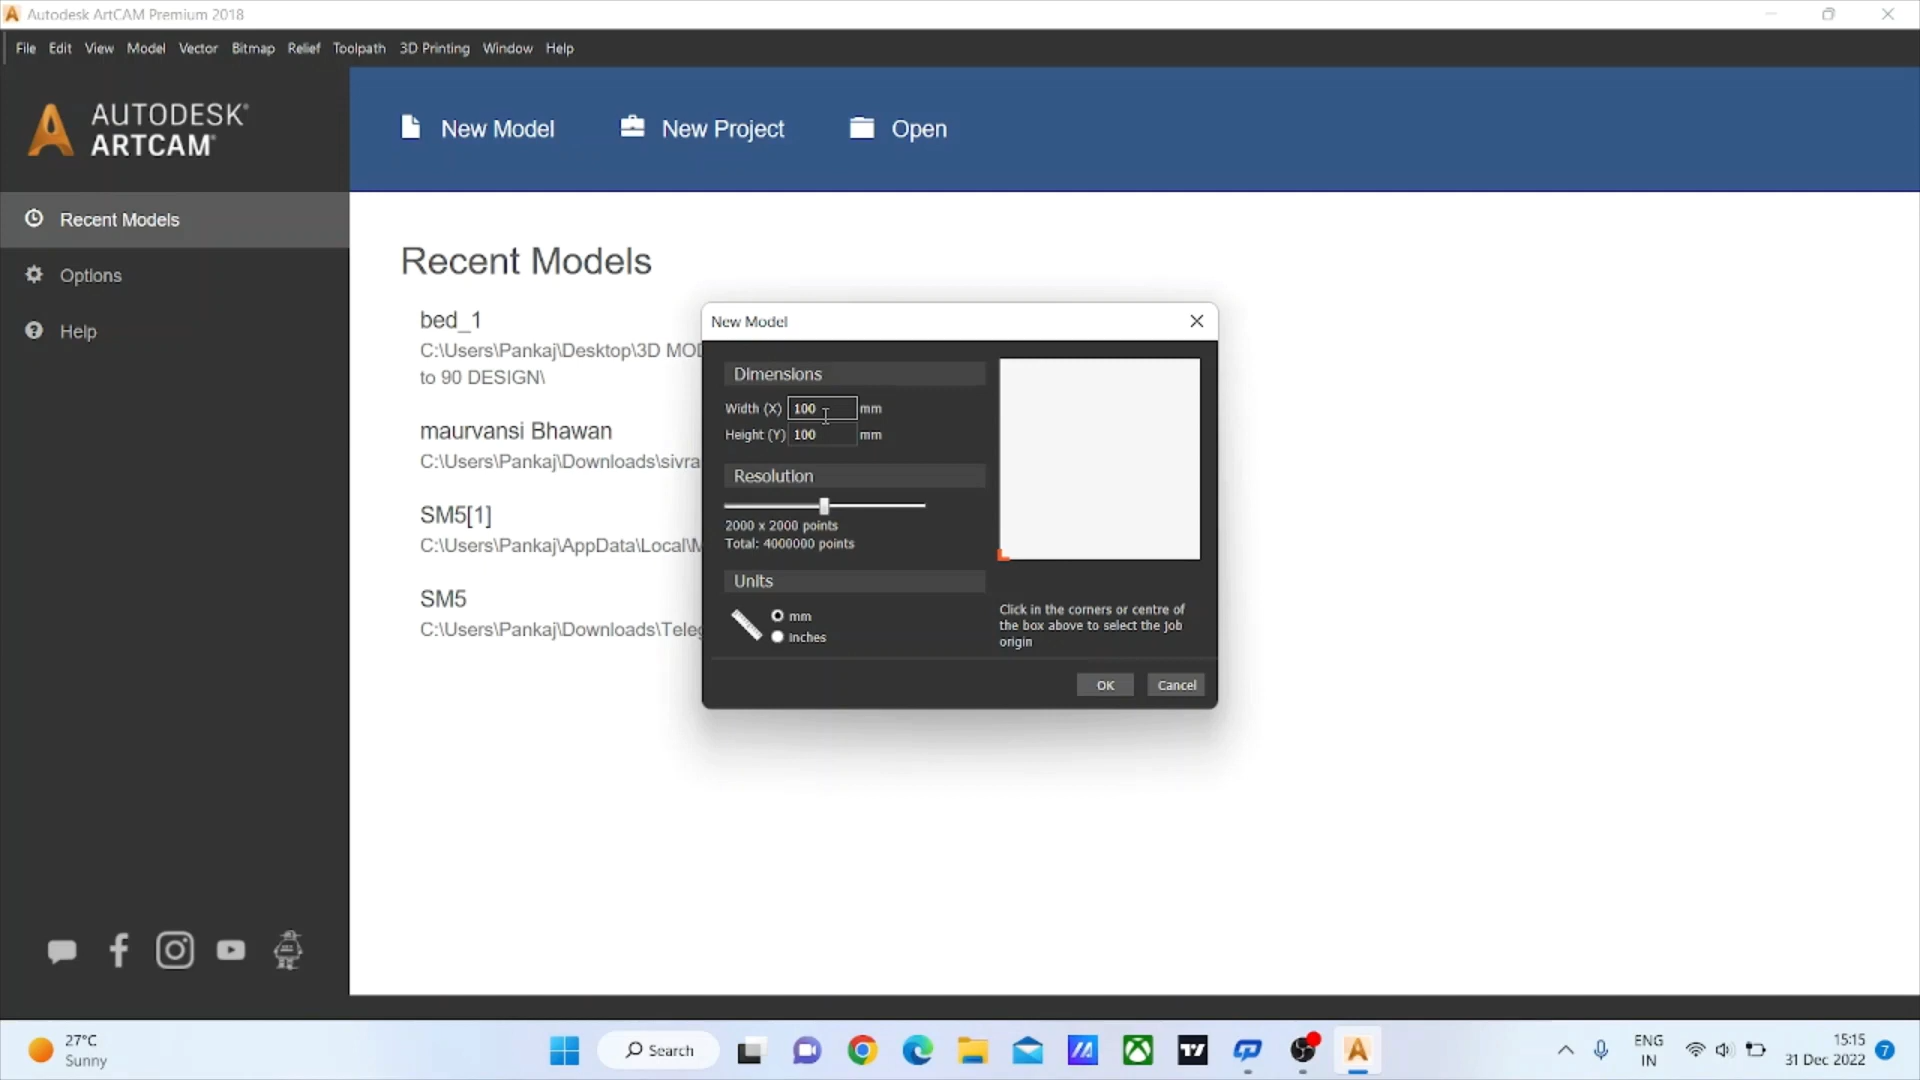 Autodesk ArtCAM Premium 2018
File Edit View Model Vector Bitmap Relief Toolpath 3D Printing Window Help
AUTODESK®
ARTCAM®
New Model
New Project
Open
Recent Models
Options
Help
Recent Models
bed_1
C:\Users\Pankaj\Desktop\3D MOD
to 90 DESIGN\
maurvansi Bhawan
C:\Users\Pankaj\Downloads\sivra
SM5[1]
C:\Users\Pankaj\AppData\Local\M
SM5
C:\Users\Pankaj\Downloads\Teleg
New Model
Dimensions
Width (X) 100 mm
Height (Y) 100 mm
Resolution
2000 x 2000 points
Total: 4000000 points
Units
mm
inches
Click in the corners or centre of
the box above to select the job
origin
OK
Cancel
27°C
Sunny
Search
ENG
IN
15:15
31 Dec 2022
7